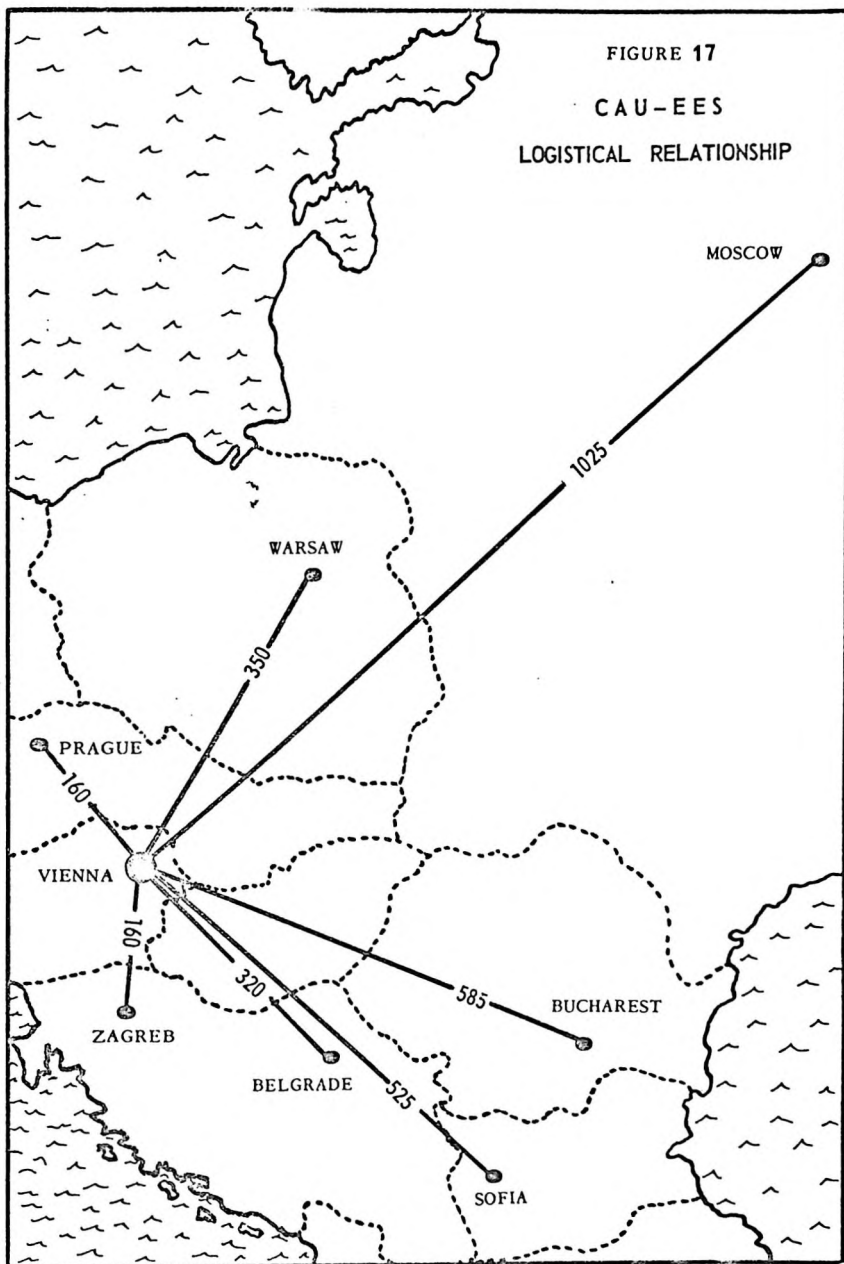 FIGURE 17
CAU-EES
LOGISTICAL RELATIONSHIP
MOSCOW
1025
WARSAW
350
PRAGUE
160
VIENNA
160
ZAGREB
320
BELGRADE
585
BUCHAREST
525
SOFIA